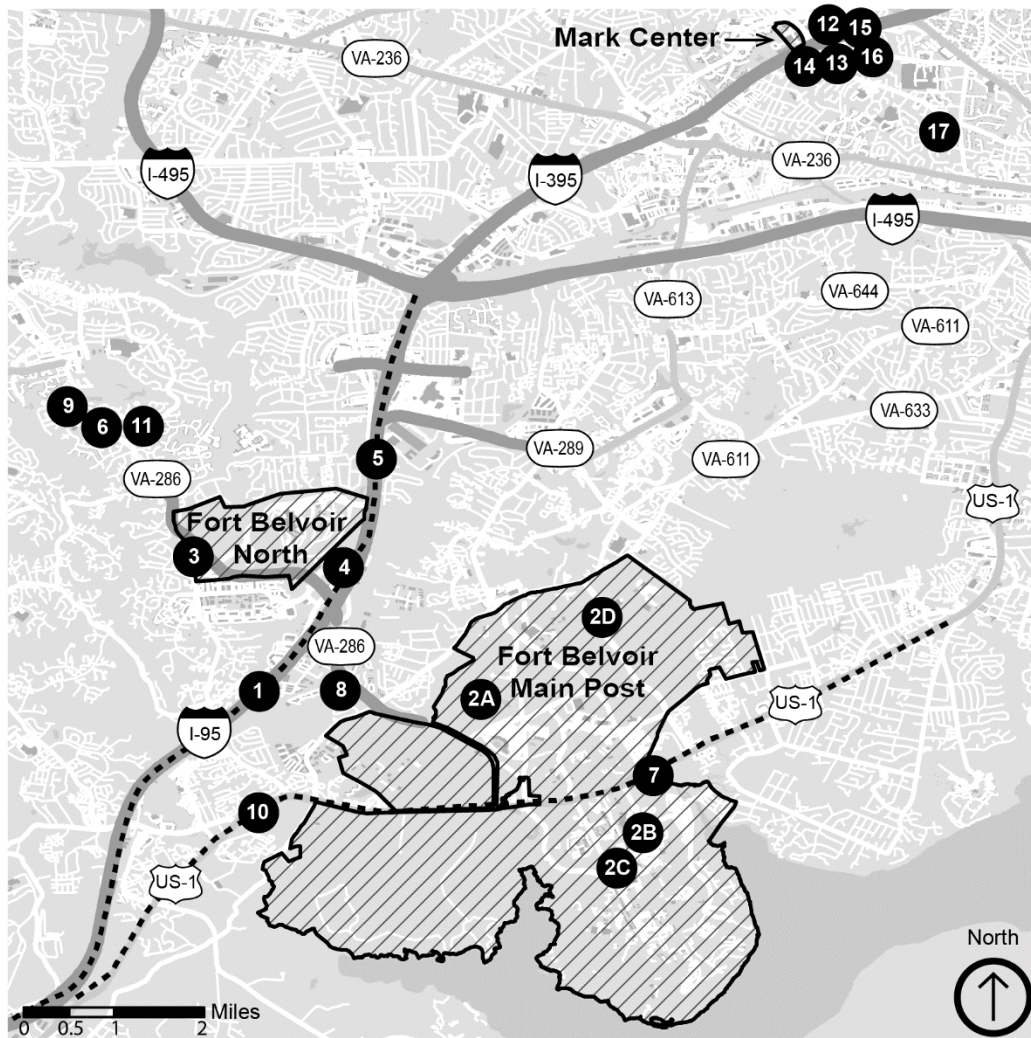 12
15
Mark Center
VA-236
14
13
16
17
VA-236
I-495
I-395
I-495
VA-613
VA-644
VA-611
9
6
11
VA-633
VA-289
VA-611
5
VA-286
US-1
Fort Belvoir
North
3
4
2D
VA-286
Fort Belvoir
Main Post
1
8
2A
US-1
I-95
7
10
2B
2C
US-1
North
Miles
0
0.5
1
2